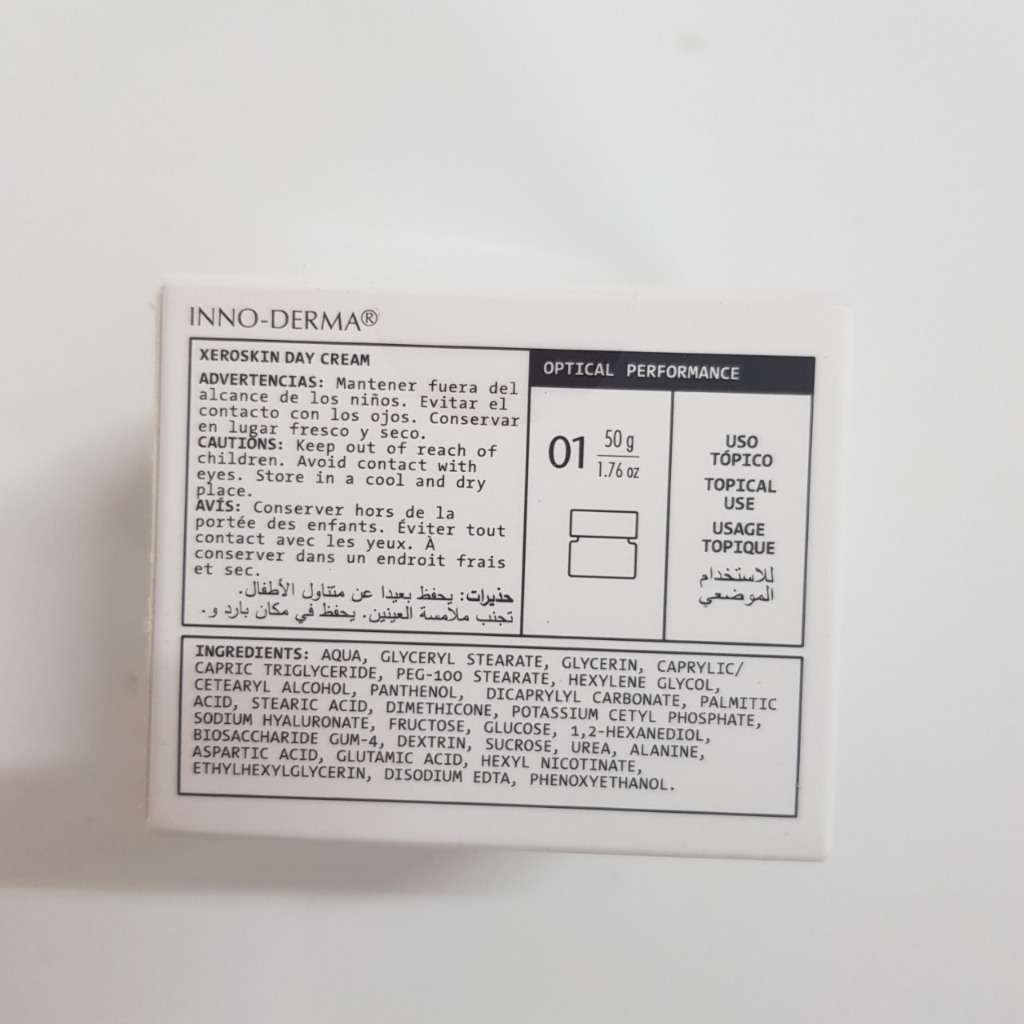 INNO-DERMA®
XEROSKIN DAY CREAM
ADVERTENCIAS: Mantener fuera del
alcance de los niños. Evitar el
contacto con los ojos. Conservar
en lugar fresco y seco.
CAUTIONS: Keep out of reach of
children. Avoid contact with
eyes. Store in a cool and dry
place.
AVÍS: Conserver hors de la
portée des enfants. Éviter tout
contact avec les yeux. À
conserver dans un endroit frais
et sec.
حذيرات: يحفظ بعيدا عن متناول الأطفال.
تجنب ملامسة العينين. يحفظ في مكان بارد و.
OPTICAL PERFORMANCE
01 50 g
1.76 oz
USO
TÓPICO
TOPICAL
USE
USAGE
TOPIQUE
للاستخدام
الموضعي
INGREDIENTS: AQUA, GLYCERYL STEARATE, GLYCERIN, CAPRYLIC/
CAPRIC TRIGLYCERIDE, PEG-100 STEARATE, HEXYLENE GLYCOL,
CETEARYL ALCOHOL, PANTHENOL, DICAPRYLYL CARBONATE, PALMITIC
ACID, STEARIC ACID, DIMETHICONE, POTASSIUM CETYL PHOSPHATE,
SODIUM HYALURONATE, FRUCTOSE, GLUCOSE, 1,2-HEXANEDIOL,
BIOSACCHARIDE GUM-4, DEXTRIN, SUCROSE, UREA, ALANINE,
ASPARTIC ACID, GLUTAMIC ACID, HEXYL NICOTINATE,
ETHYLHEXYLGLYCERIN, DISODIUM EDTA, PHENOXYETHANOL.